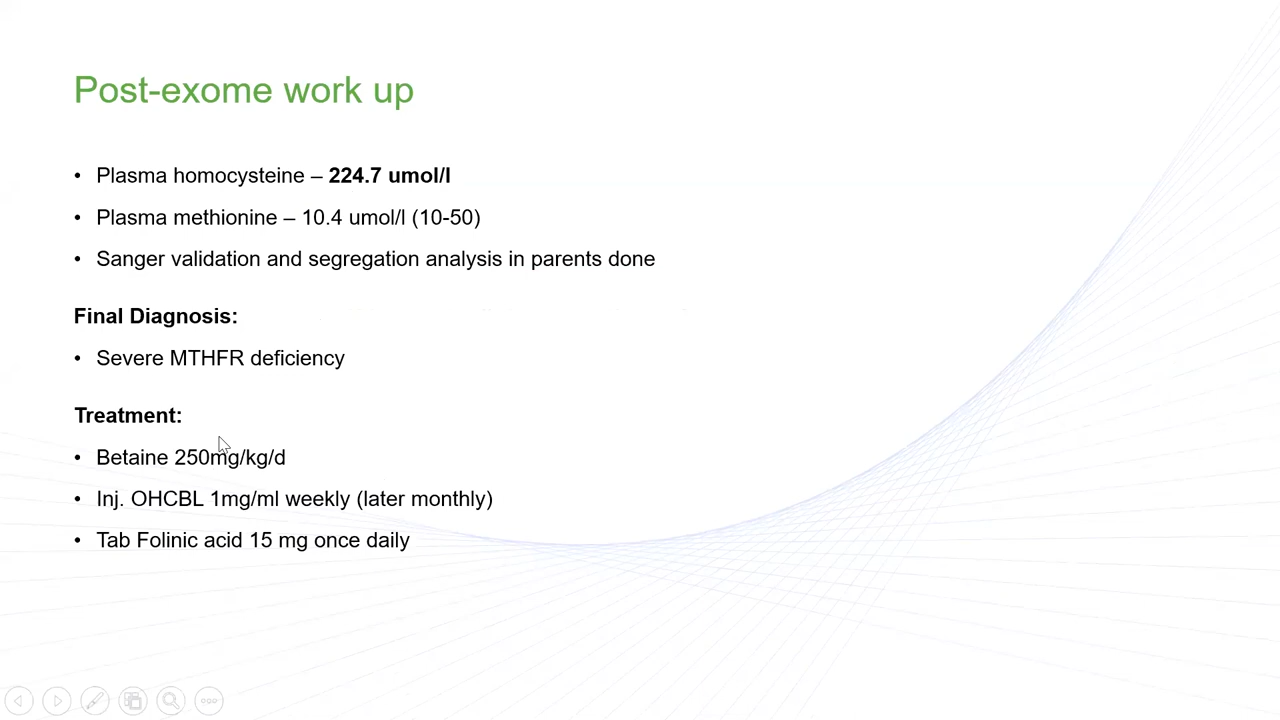 Post-exome work up
• Plasma homocysteine – 224.7 umol/l
• Plasma methionine – 10.4 umol/l (10-50)
• Sanger validation and segregation analysis in parents done
Final Diagnosis:
• Severe MTHFR deficiency
Treatment:
• Betaine 250mg/kg/d
• Inj. OHCBL 1mg/ml weekly (later monthly)
• Tab Folinic acid 15 mg once daily